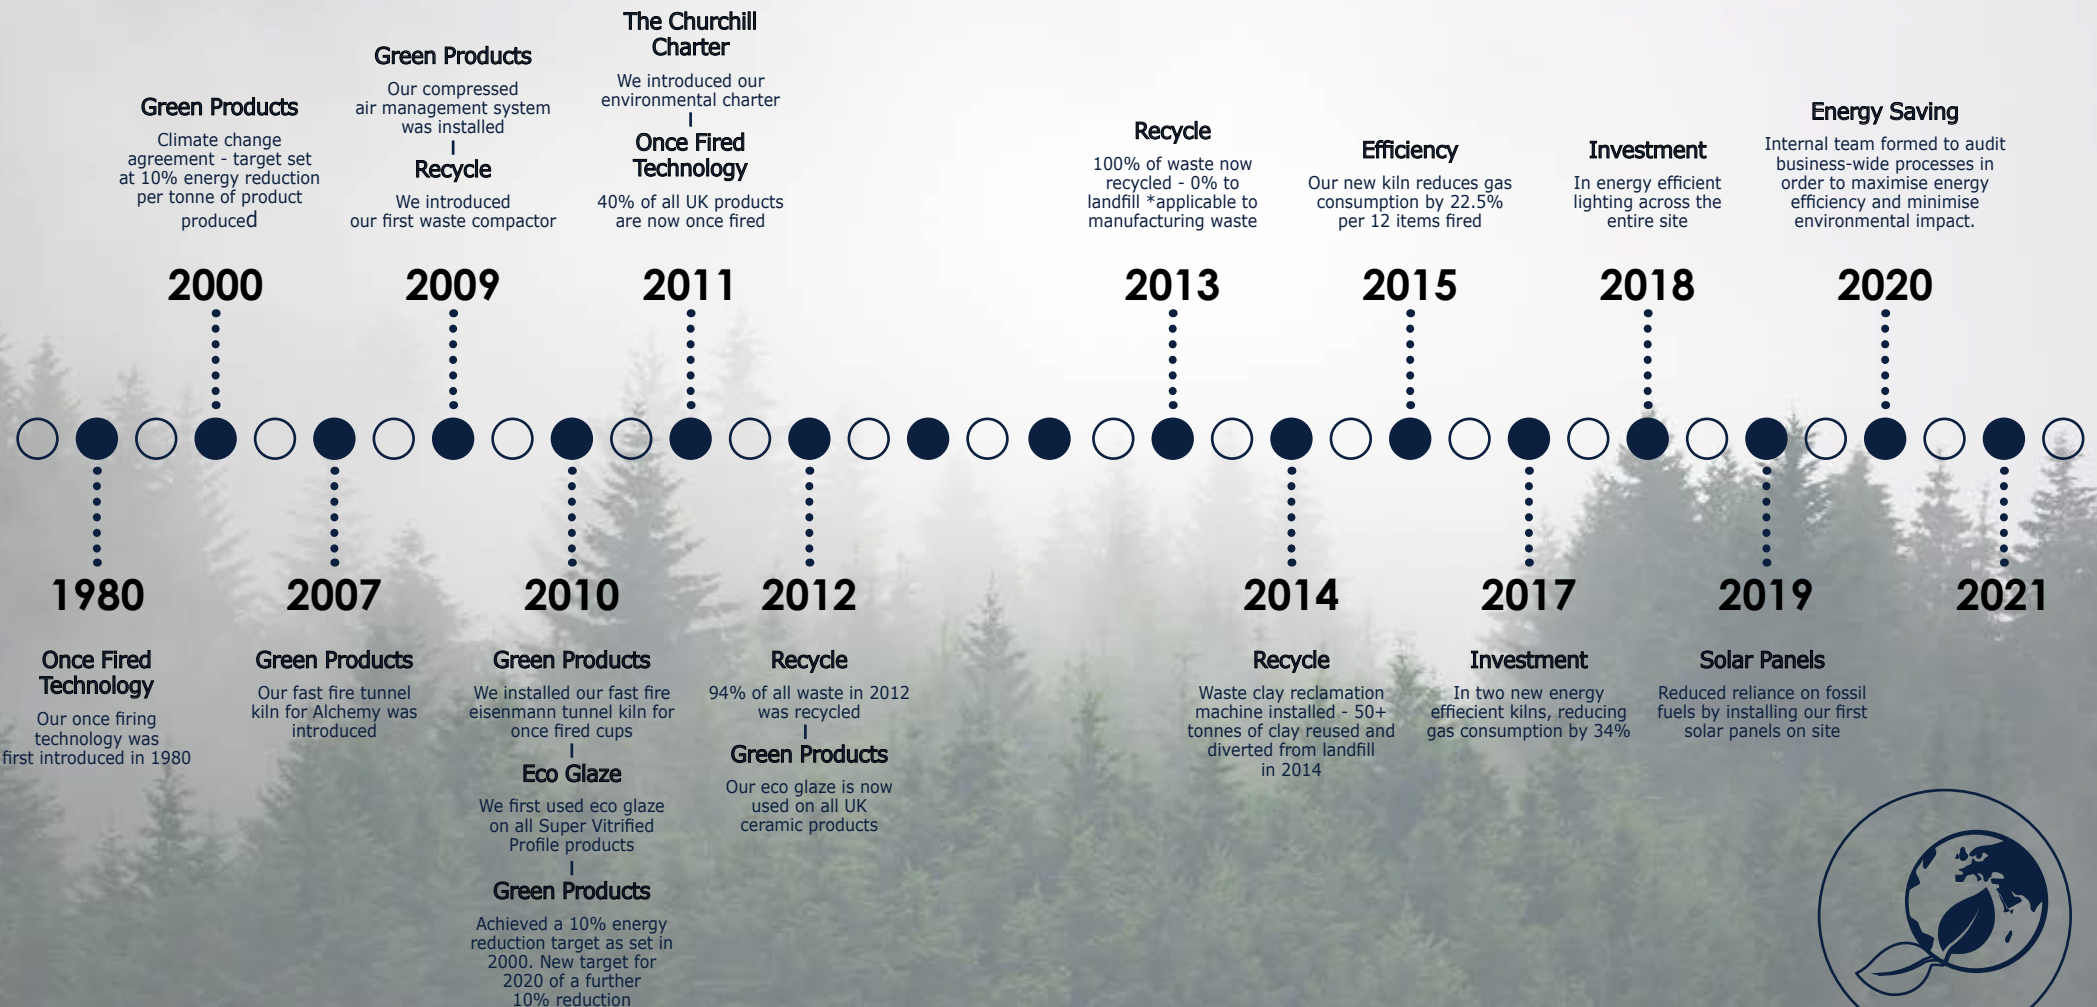 Green Products
Climate change
agreement - target set
at 10% energy reduction
per tonne of product
produced
2000
Green Products
Our compressed
air management system
was installed
Recycle
We introduced
our first waste compactor
2009
The Churchill
Charter
We introduced our
environmental charter
Once Fired
Technology
40% of all UK products
are now once fired
2011
Recycle
100% of waste now
recycled - 0% to
landfill *applicable to
manufacturing waste
2013
Efficiency
Our new kiln reduces gas
consumption by 22.5%
per 12 items fired
2015
Investment
In energy efficient
lighting across the
entire site
2018
Energy Saving
Internal team formed to audit
business-wide processes in
order to maximise energy
efficiency and minimise
environmental impact.
2020
1980
Once Fired
Technology
Our once firing
technology was
first introduced in 1980
2007
Green Products
Our fast fire tunnel
kiln for Alchemy was
introduced
2010
Green Products
We installed our fast fire
eisenmann tunnel kiln for
once fired cups
Eco Glaze
We first used eco glaze
on all Super Vitrified
Profile products
Green Products
Achieved a 10% energy
reduction target as set in
2000. New target for
2020 of a further
10% reduction
2012
Recycle
94% of all waste in 2012
was recycled
Green Products
Our eco glaze is now
used on all UK
ceramic products
2014
Recycle
Waste clay reclamation
machine installed - 50+
tonnes of clay reused and
diverted from landfill
in 2014
2017
Investment
In two new energy
effiecient kilns, reducing
gas consumption by 34%
2019
Solar Panels
Reduced reliance on fossil
fuels by installing our first
solar panels on site
2021